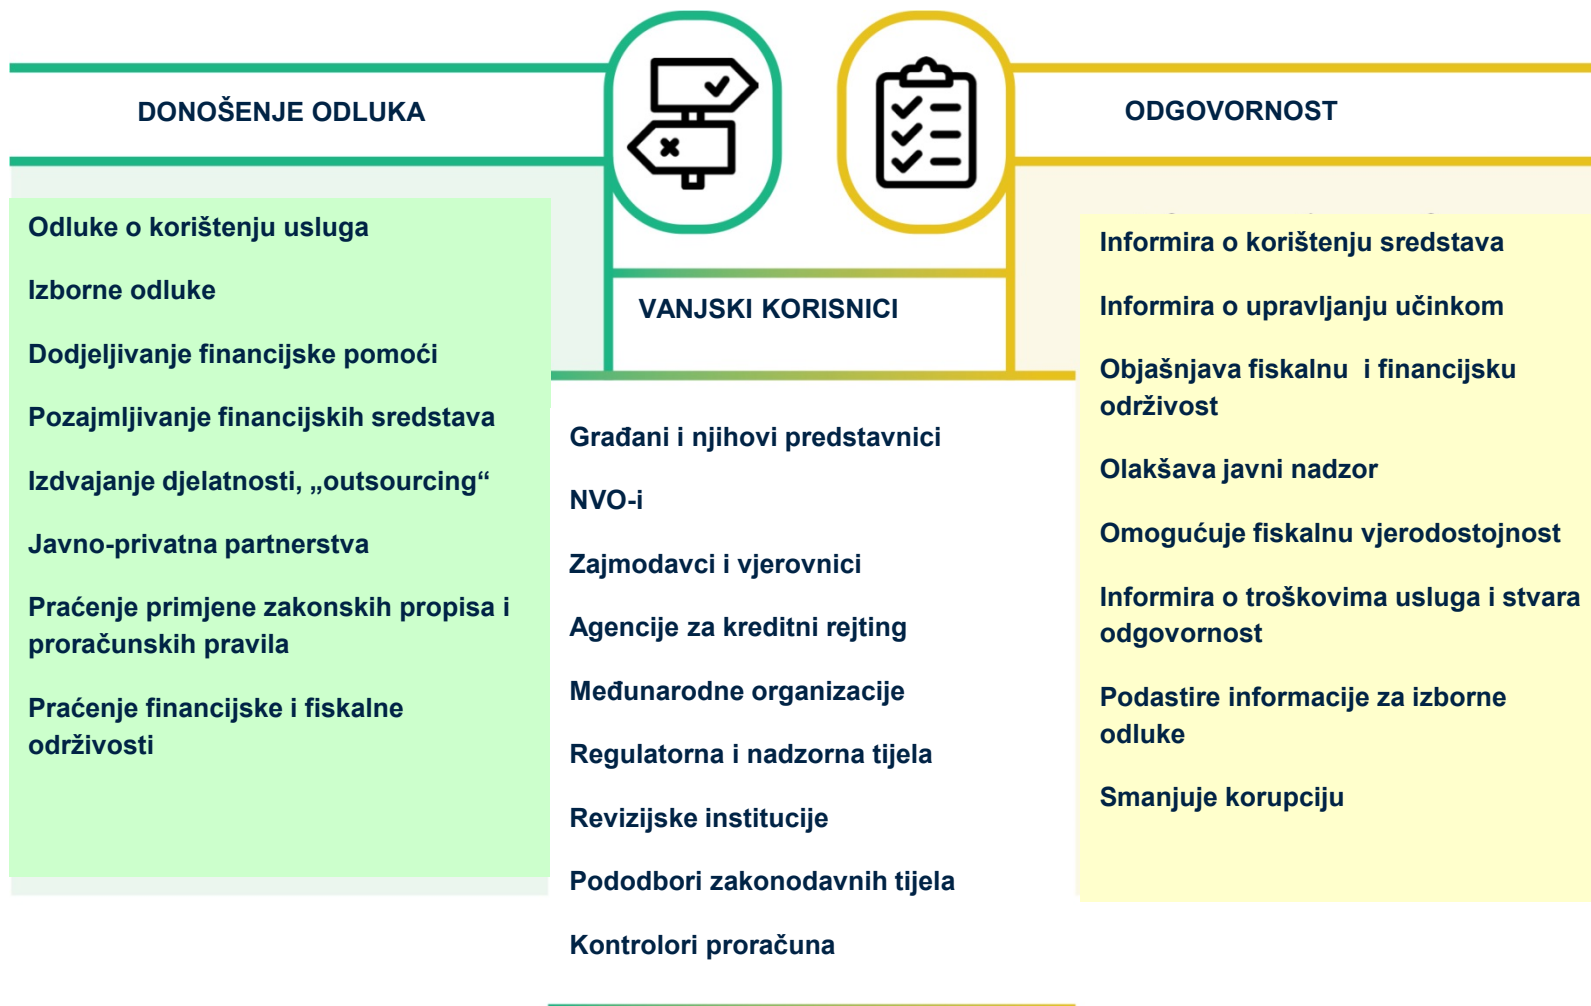 DONOŠENJE ODLUKA
Odluke o korištenju usluga
Izborne odluke
Dodjeljivanje financijske pomoći
Pozajmljivanje financijskih sredstava
Izdvajanje djelatnosti, „outsourcing“
Javno-privatna partnerstva
Praćenje primjene zakonskih propisa i
proračunskih pravila
Praćenje financijske i fiskalne
održivosti
VANJSKI KORISNICI
Građani i njihovi predstavnici
NVO-i
Zajmodavci i vjerovnici
Agencije za kreditni rejting
Međunarodne organizacije
Regulatorna i nadzorna tijela
Revizijske institucije
Pododbori zakonodavnih tijela
Kontrolori proračuna
ODGOVORNOST
Informira o korištenju sredstava
Informira o upravljanju učinkom
Objašnjava fiskalnu i financijsku
održivost
Olakšava javni nadzor
Omogućuje fiskalnu vjerodostojnost
Informira o troškovima usluga i stvara
odgovornost
Podastire informacije za izborne
odluke
Smanjuje korupciju